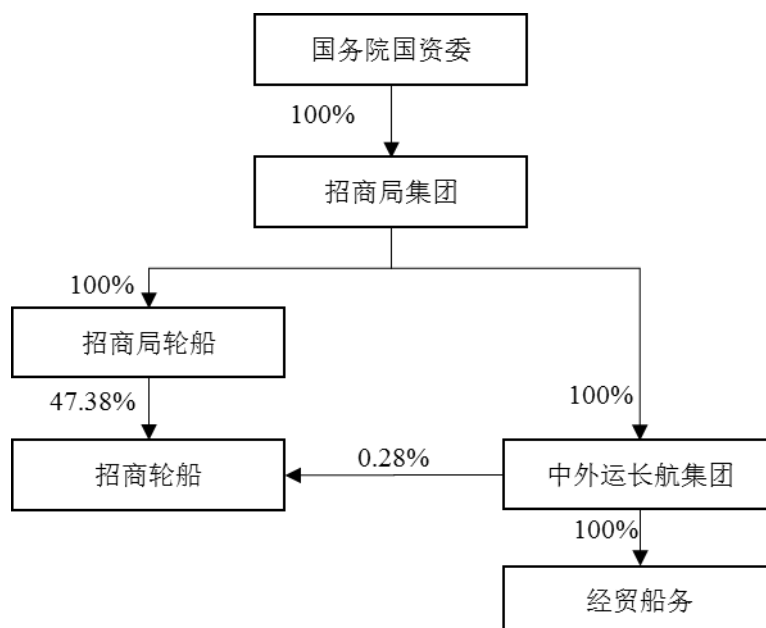 国务院国资委
100%
招商局集团
100%
招商局轮船
47.38%
100%
招商轮船
0.28%
中外运长航集团
100%
经贸船务